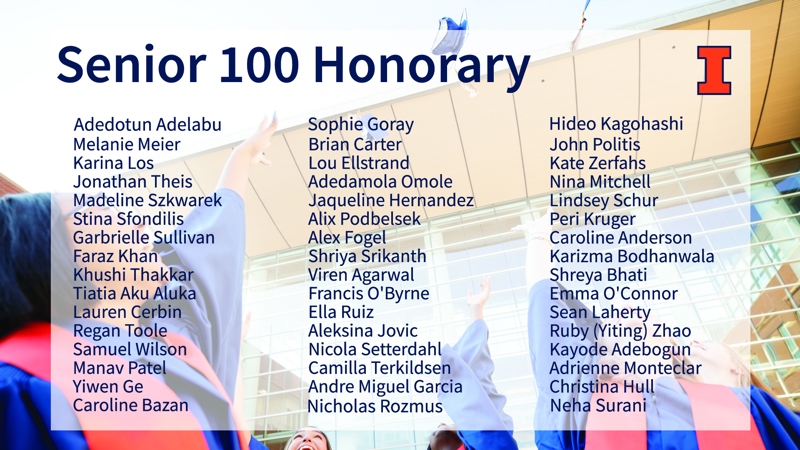 Senior 100 Honorary
I
Adedotun Adelabu
Melanie Meier
Karina Los
Jonathan Theis
Madeline Szkwarek
Stina Sfondilis
Garbrielle Sullivan
Faraz Khan
Khushi Thakkar
Tiatia Aku Aluka
Lauren Cerbin
Regan Toole
Samuel Wilson
Manav Patel
Yiwen Ge
Caroline Bazan
Sophie Goray
Brian Carter
Lou Ellstrand
Adedamola Omole
Jaqueline Hernandez
Alix Podbelsek
Alex Fogel
Shriya Srikanth
Viren Agarwal
Francis O'Byrne
Ella Ruiz
Aleksina Jovic
Nicola Setterdahl
Camilla Terkildsen
Andre Miguel Garcia
Nicholas Rozmus
Hideo Kagohashi
John Politis
Kate Zerfahs
Nina Mitchell
Lindsey Schur
Peri Kruger
Caroline Anderson
Karizma Bodhanwala
Shreya Bhati
Emma O'Connor
Sean Laherty
Ruby (Yiting) Zhao
Kayode Adebogun
Adrienne Monteclar
Christina Hull
Neha Surani